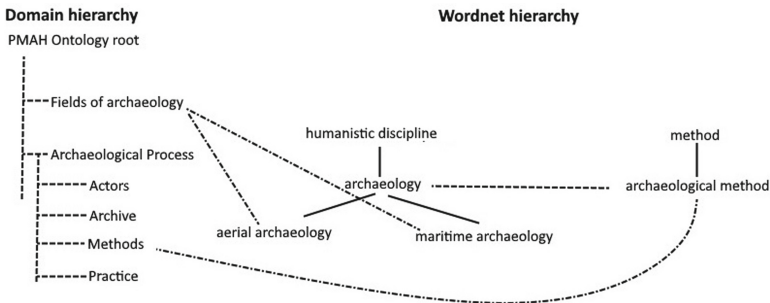 Domain hierarchy
Wordnet hierarchy
PMAH Ontology root
Fields of archaeology
humanistic discipline
method
Archaeological Process
Actors
archaeology
archaeological method
Archive
aerial archaeology
maritime archaeology
Methods
Practice